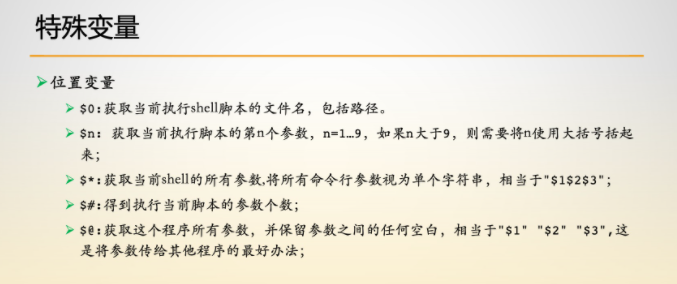 特殊变量
位置变量
$0:获取当前执行shell脚本的文件名，包括路径。
$n: 获取当前执行脚本的第n个参数，n=1…9，如果n大于9，则需要将n使用大括号括起
来；
$*:获取当前shell的所有参数,将所有命令行参数视为单个字符串，相当于"$1$2$3"；
$#:得到执行当前脚本的参数个数；
$@:获取这个程序所有参数，并保留参数之间的任何空白，相当于"$1" "$2" "$3",这
是将参数传给其他程序的最好办法；